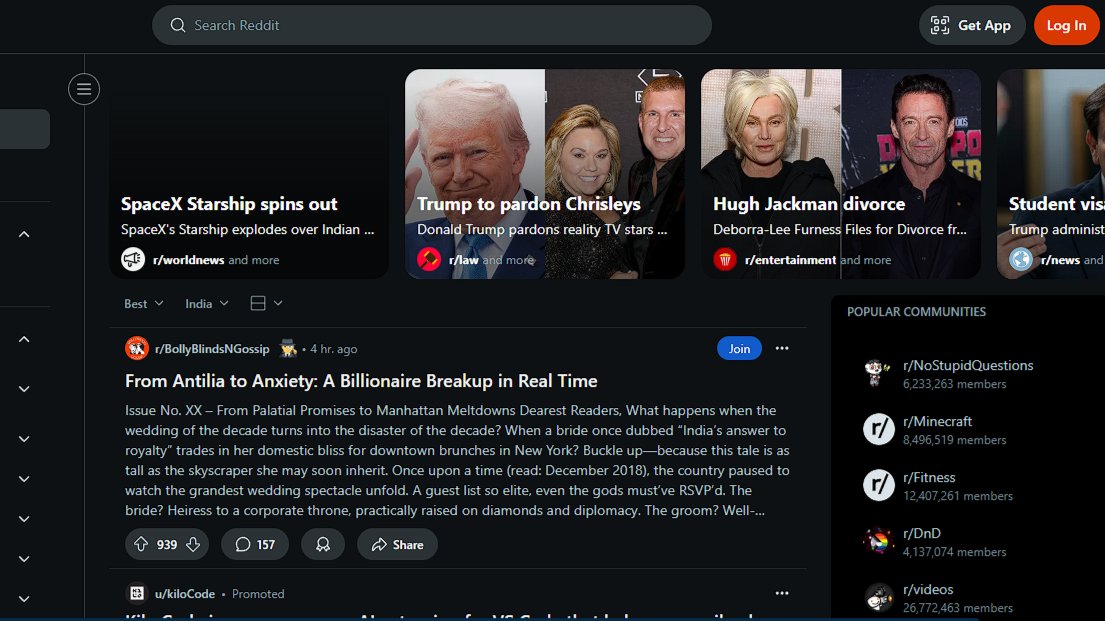 Search Reddit
Get App
Log In
SpaceX Starship spins out
SpaceX's Starship explodes over Indian ...
r/worldnews and more
Trump to pardon Chrisleys
Donald Trump pardons reality TV stars ...
r/law and more
Hugh Jackman divorce
Deborra-Lee Furness Files for Divorce fr...
r/entertainment and more
Student visa
Trump administ
r/news and
Best
India
r/BollyBlindsNGossip • 4 hr. ago
Join
From Antilia to Anxiety: A Billionaire Breakup in Real Time
Issue No. XX – From Palatial Promises to Manhattan Meltdowns Dearest Readers, What happens when the
wedding of the decade turns into the disaster of the decade? When a bride once dubbed “India’s answer to
royalty” trades in her domestic bliss for downtown brunches in New York? Buckle up—because this tale is as
tall as the skyscraper she may soon inherit. Once upon a time (read: December 2018), the country paused to
watch the grandest wedding spectacle unfold. A guest list so elite, even the gods must’ve RSVP’d. The
bride? Heiress to a corporate throne, practically raised on diamonds and diplomacy. The groom? Well-...
939
157
Share
u/kiloCode • Promoted
POPULAR COMMUNITIES
r/NoStupidQuestions
6,233,263 members
r/Minecraft
8,496,519 members
r/Fitness
12,407,261 members
r/DnD
4,137,074 members
r/videos
26,772,463 members